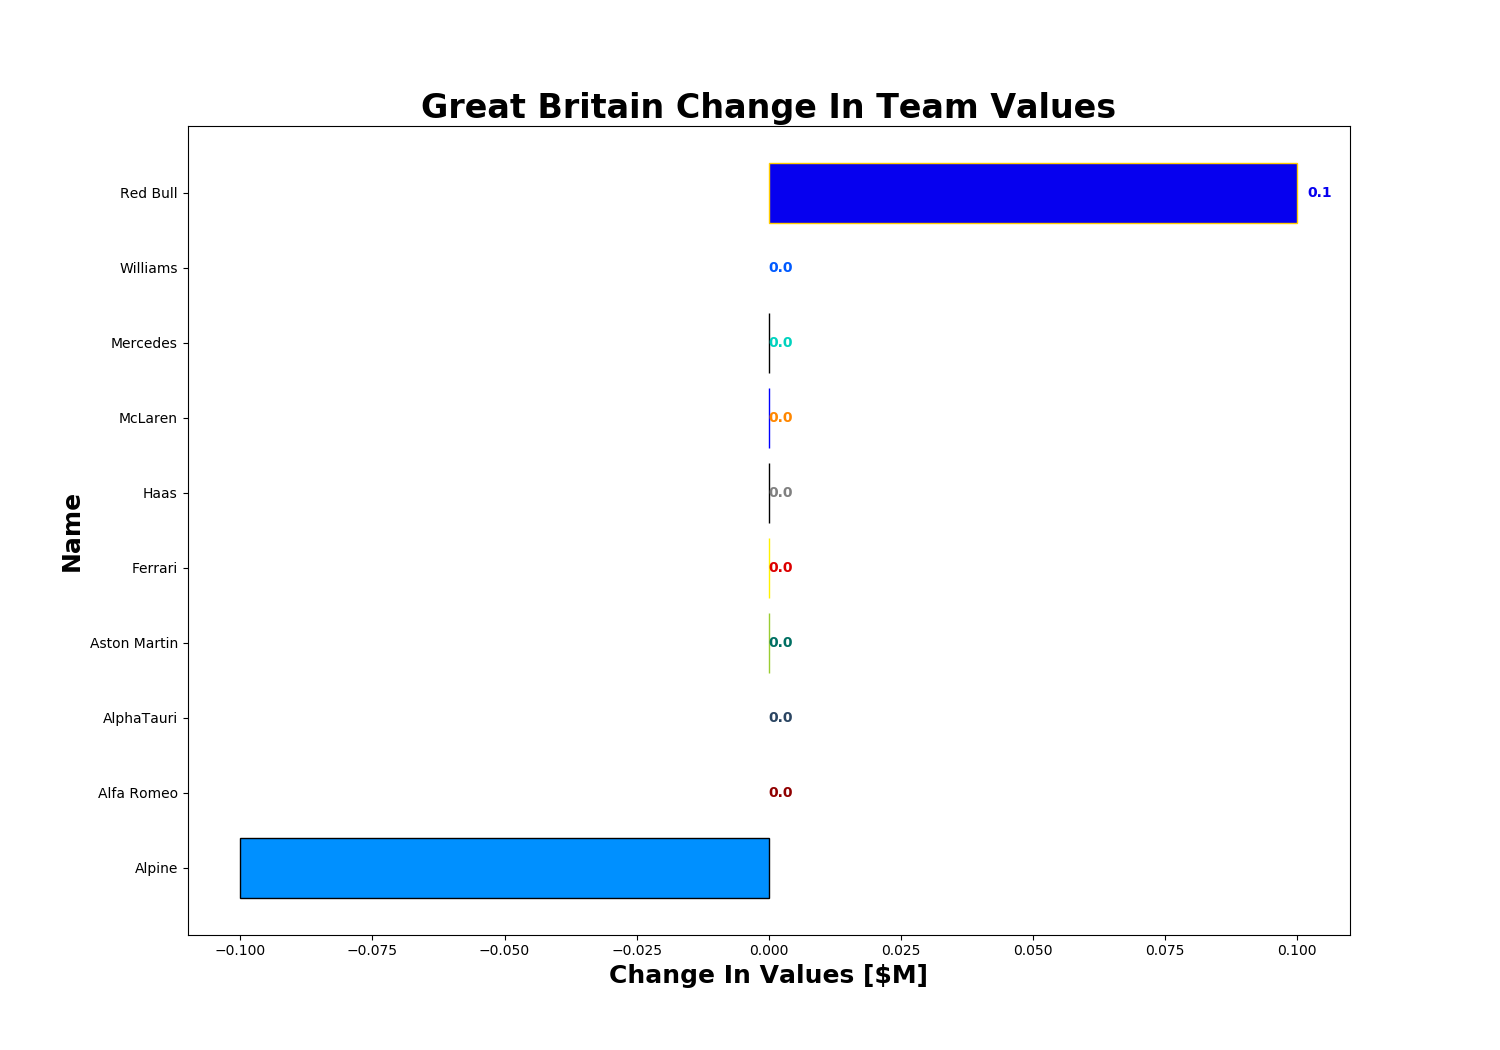 Great Britain Change In Team Values
Red Bull 0.1
Williams 0.0
Mercedes 0.0
McLaren 0.0
Haas 0.0
Ferrari 0.0
Aston Martin 0.0
AlphaTauri 0.0
Alfa Romeo 0.0
Alpine
Name
−0.100 −0.075 −0.050 −0.025 0.000 0.025 0.050 0.075 0.100
Change In Values [$M]